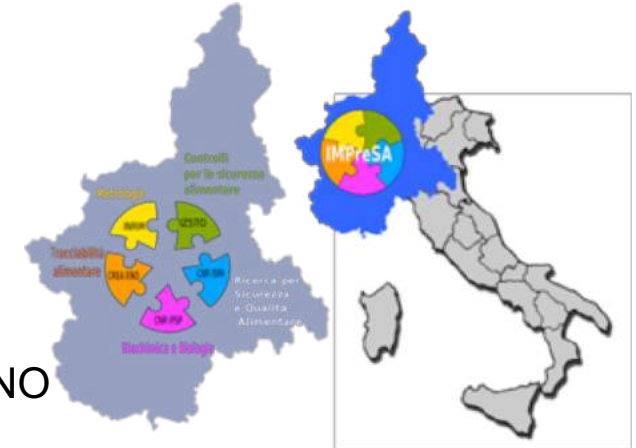 Controlli
per la sicurezza
alimentare
Metrologia
INRIM
IZSTO
IMPreSA
Tracciabilità
alimentare
CREA ENO
CNR ISPA
Ricerca per
Sicurezza
e Qualità
Alimentare
CNR IPSP
Biochimica e Biologia
NO